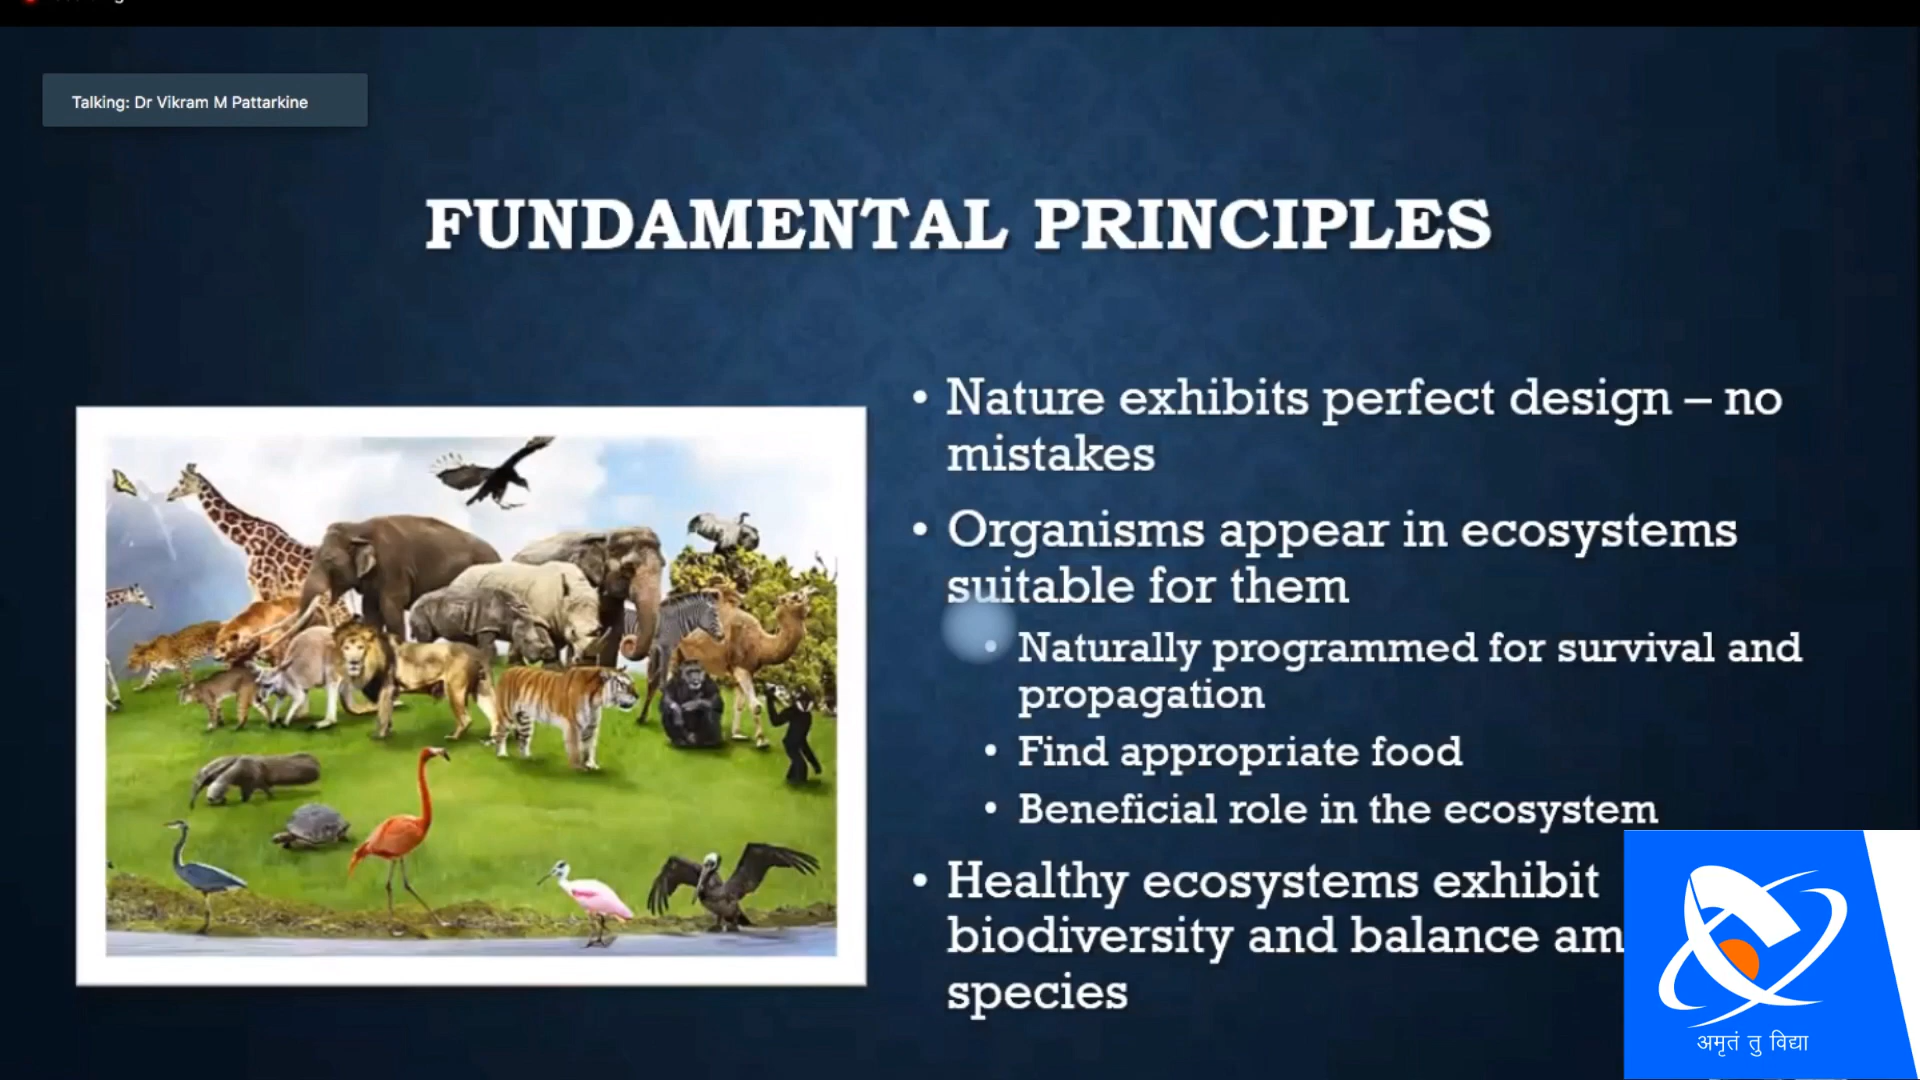 Talking: Dr Vikram M Pattarkine
FUNDAMENTAL PRINCIPLES
• Nature exhibits perfect design – no
mistakes
• Organisms appear in ecosystems
suitable for them
• Naturally programmed for survival and
propagation
• Find appropriate food
• Beneficial role in the ecosystem
• Healthy ecosystems exhibit
biodiversity and balance am
species
अमृतं तु विद्या